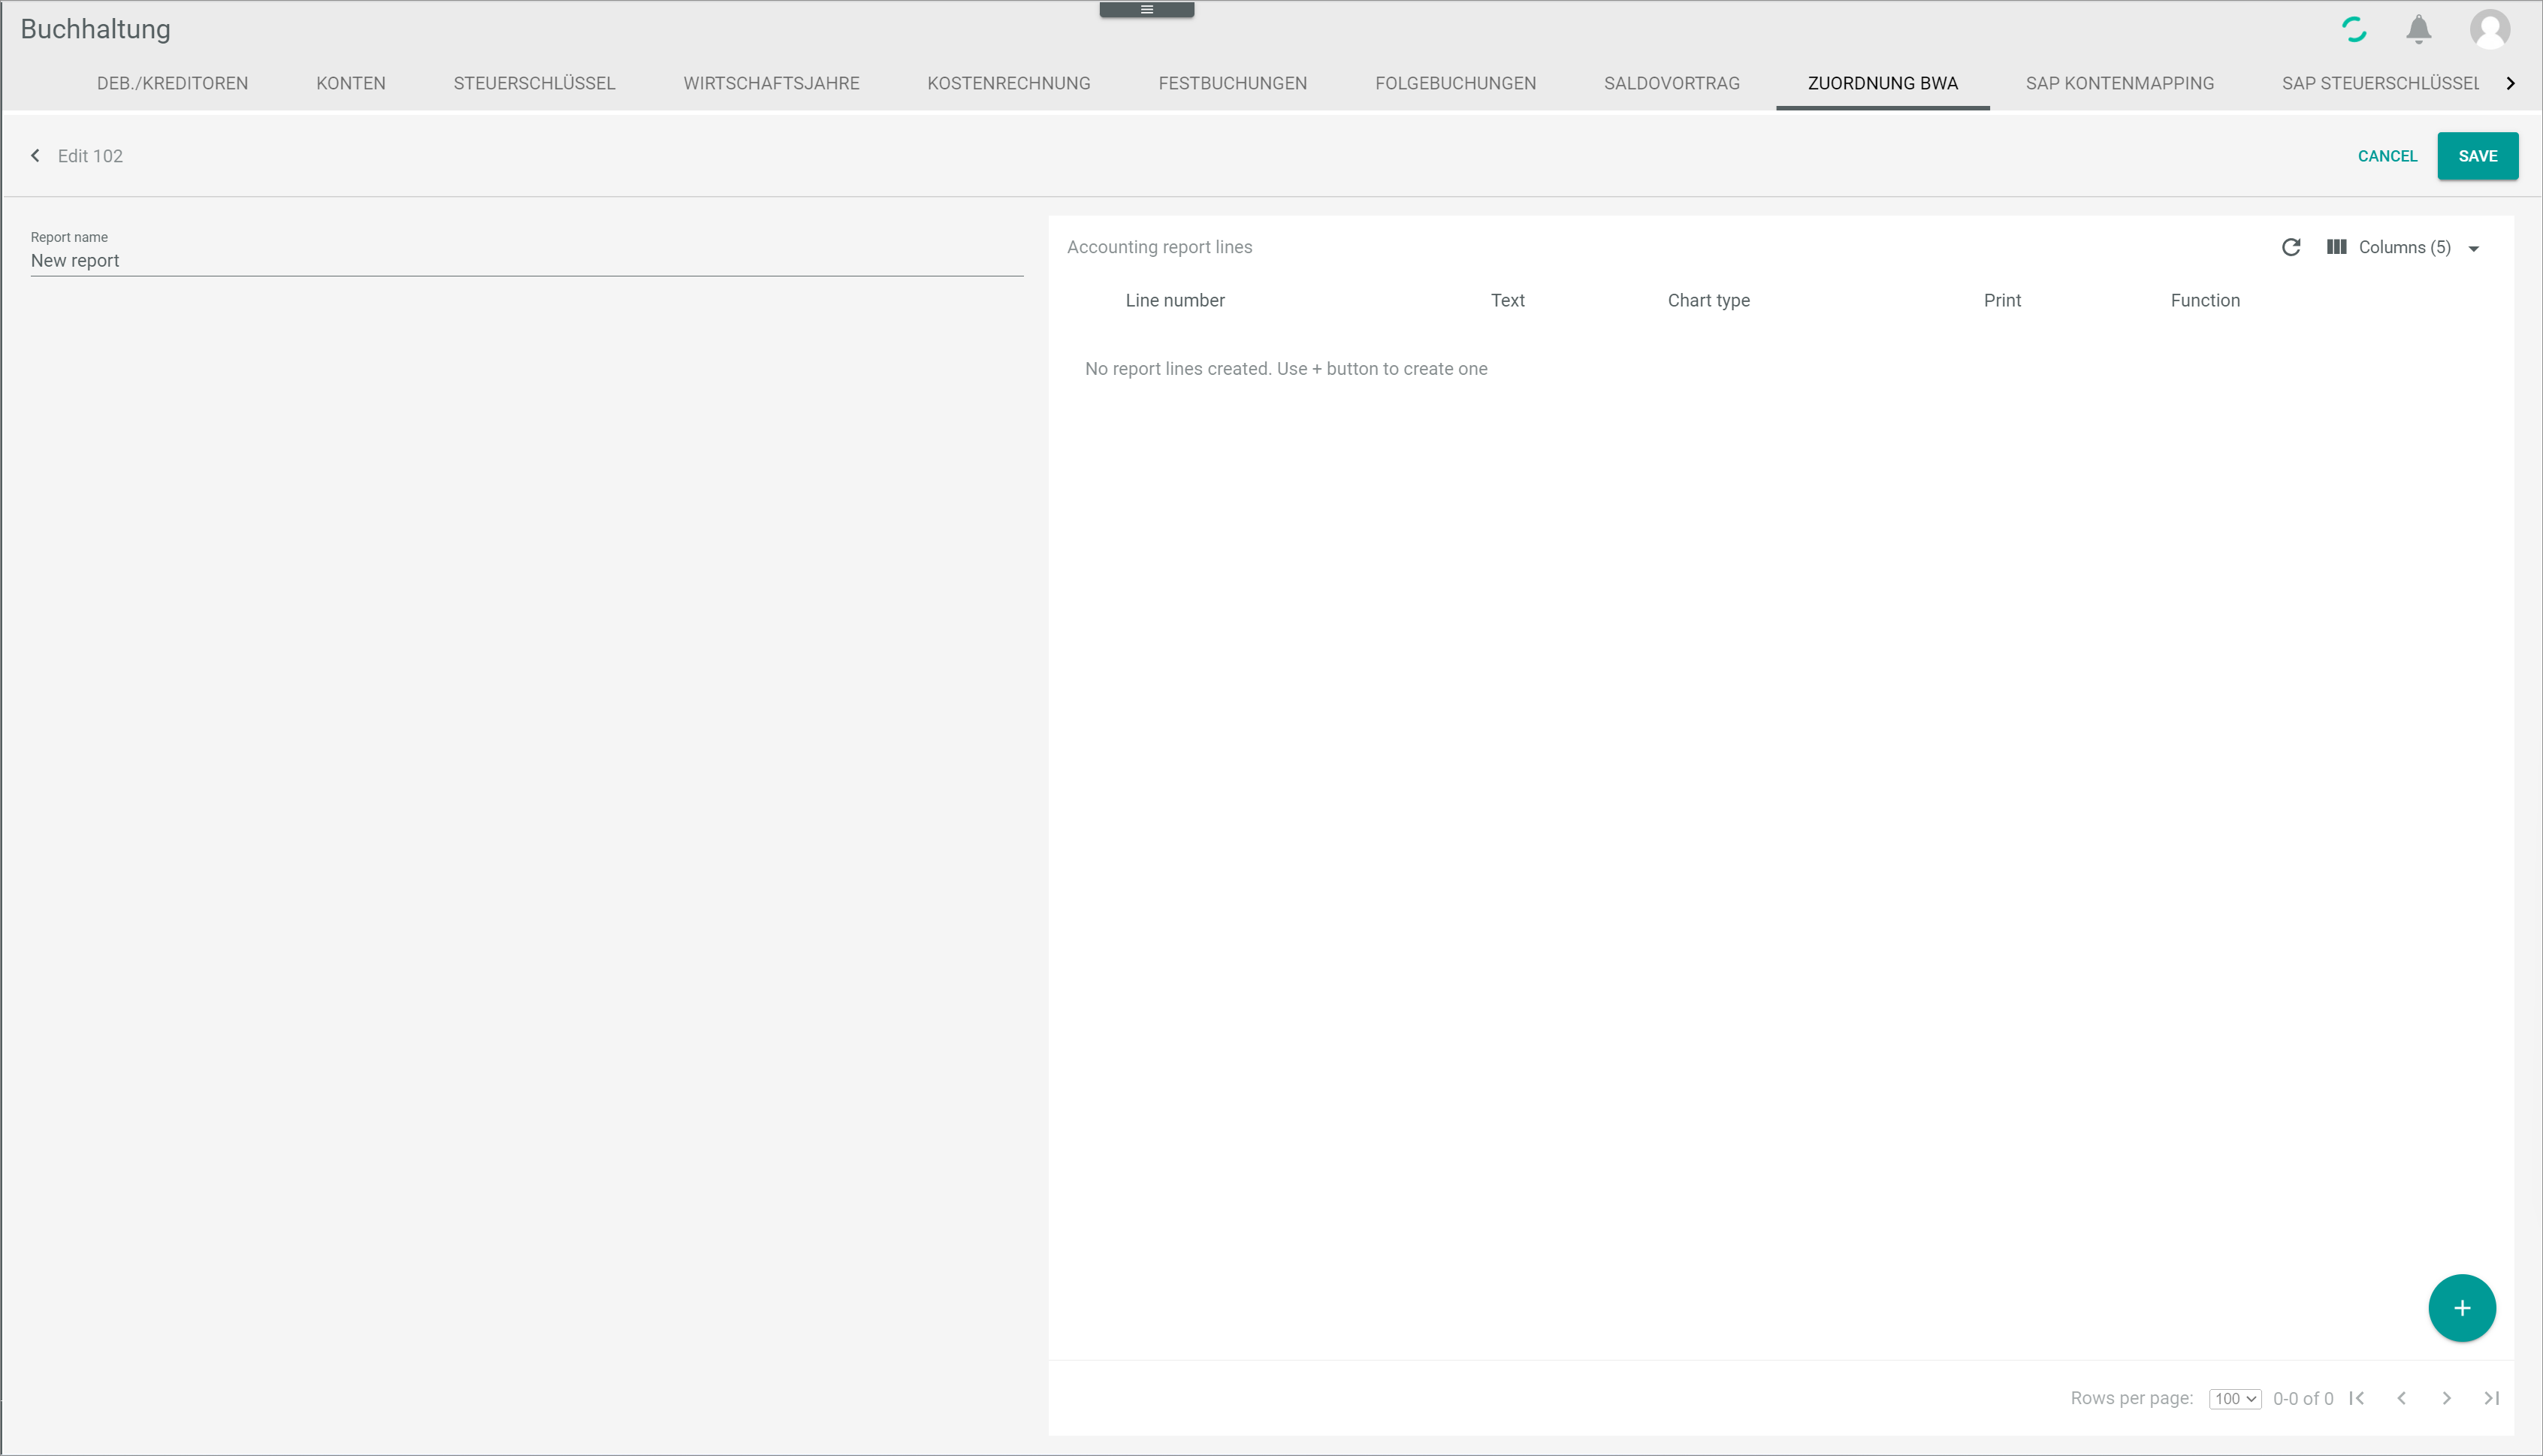 Buchhaltung
DEB./KREDITOREN KONTEN STEUERSCHLÜSSEL WIRTSCHAFTSJAHRE KOSTENRECHNUNG FESTBUCHUNGEN FOLGEBUCHUNGEN SALDOVORTRAG ZUORDNUNG BWA SAP KONTENMAPPING SAP STEUERSCHLÜSSEL
Edit 102 CANCEL SAVE
Report name
New report
Accounting report lines Columns (5)
Line number Text Chart type Print Function
No report lines created. Use + button to create one
+
Rows per page: 100 0-0 of 0